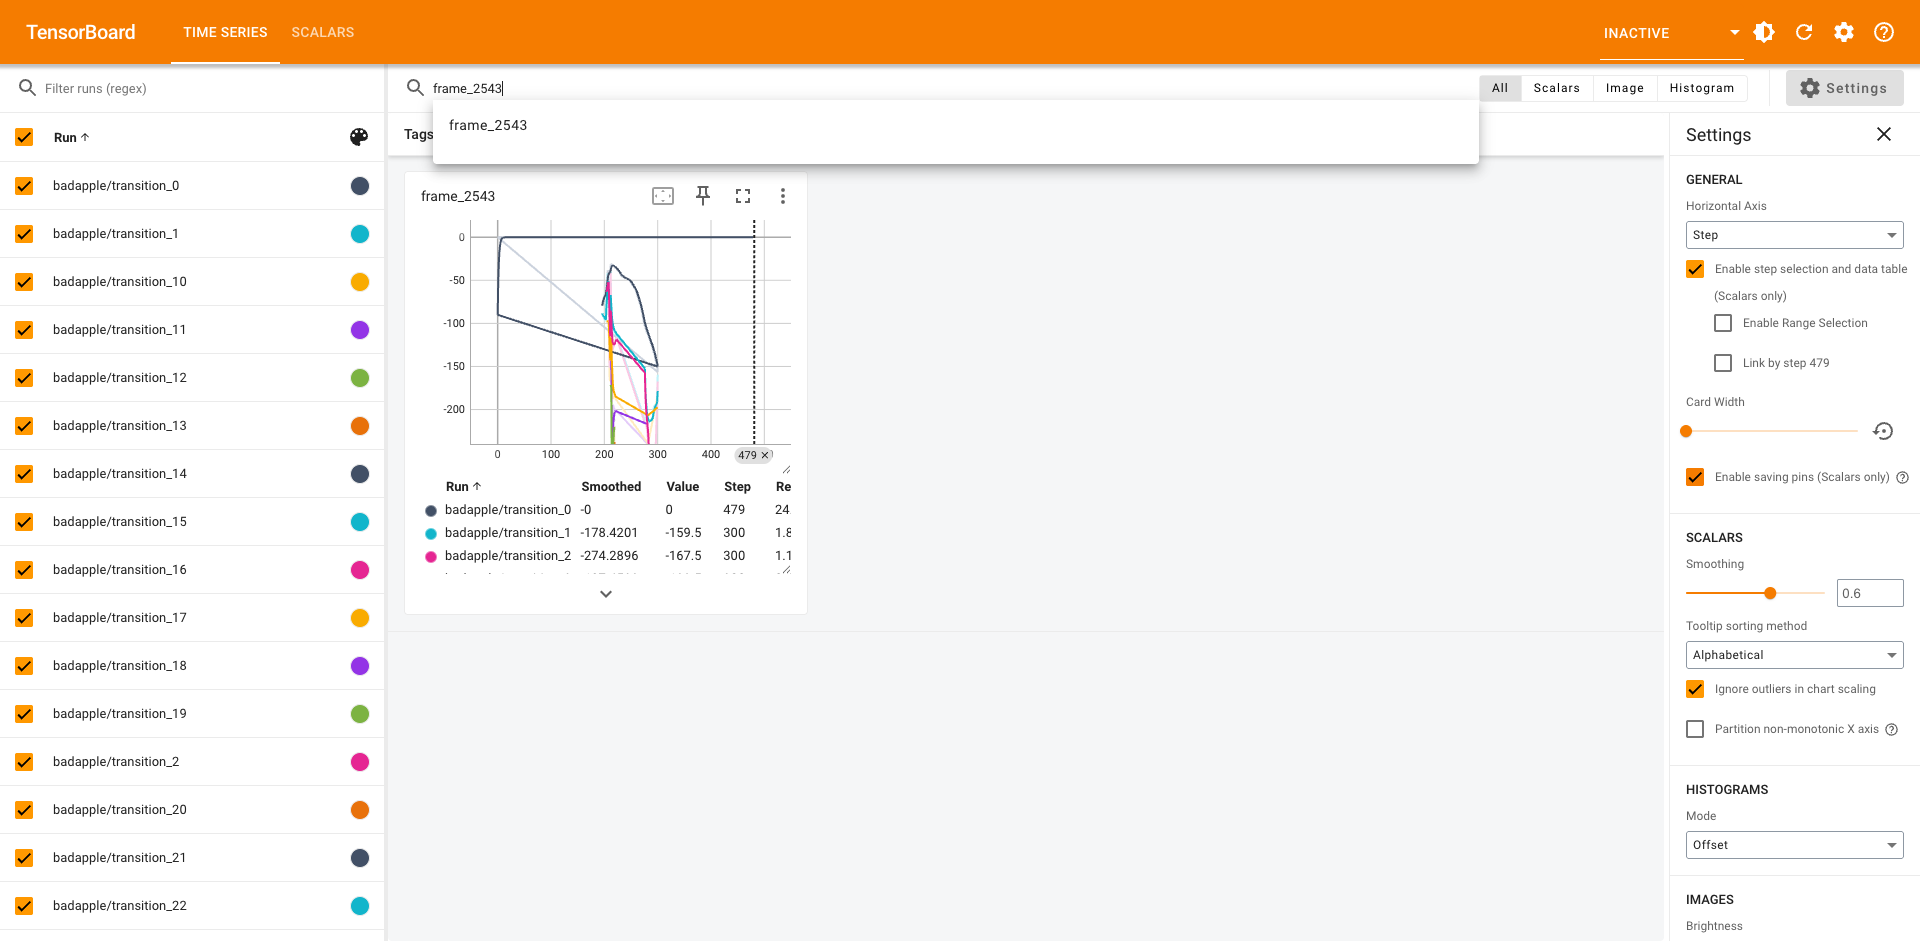 TensorBoard
TIME SERIES
SCALARS
INACTIVE
Filter runs (regex)
frame_2543
All
Scalars
Image
Histogram
Settings
frame_2543
Run
badapple/transition_0
badapple/transition_1
badapple/transition_10
badapple/transition_11
badapple/transition_12
badapple/transition_13
badapple/transition_14
badapple/transition_15
badapple/transition_16
badapple/transition_17
badapple/transition_18
badapple/transition_19
badapple/transition_2
badapple/transition_20
badapple/transition_21
badapple/transition_22
Tags
frame_2543
0
-50
-100
-150
-200
0 100 200 300 400 479
Run Smoothed Value Step Re
badapple/transition_0 -0 0 479 24.
badapple/transition_1 -178.4201 -159.5 300 1.8
badapple/transition_2 -274.2896 -167.5 300 1.1
Settings
GENERAL
Horizontal Axis
Step
Enable step selection and data table
(Scalars only)
Enable Range Selection
Link by step 479
Card Width
Enable saving pins (Scalars only)
SCALARS
Smoothing
0.6
Tooltip sorting method
Alphabetical
Ignore outliers in chart scaling
Partition non-monotonic X axis
HISTOGRAMS
Mode
Offset
IMAGES
Brightness